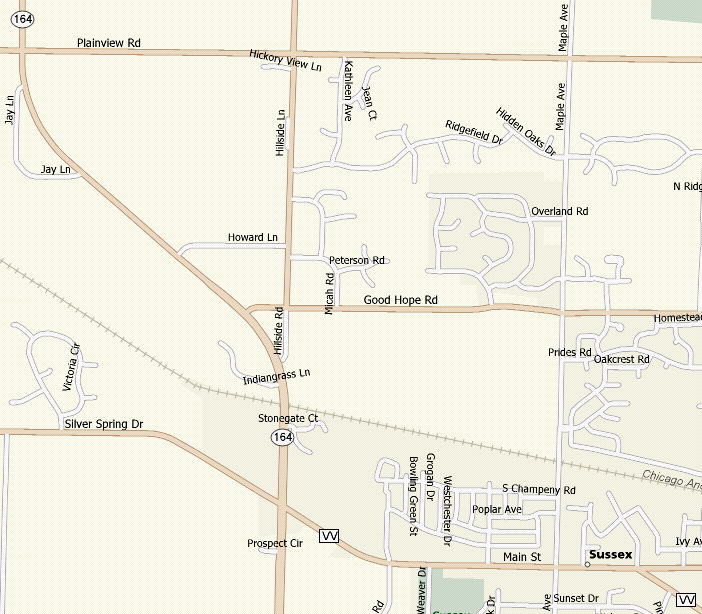 164
Maple Ave
Plainview Rd
Hickory View Ln
Kathleen Ave
Jean Ct
Jay Ln
Maple Ave
Hillside Ln
Ridgefield Dr
Hidden Oaks Dr
Jay Ln
N Ridg
Overland Rd
Howard Ln
Peterson Rd
Micah Rd
Good Hope Rd
Homestead
Hillside Rd
Victoria Cir
Prides Rd
Oakcrest Rd
Indiangrass Ln
Stonegate Ct
Silver Spring Dr
164
Grogan Dr
Bowling Green St
Westchester Dr
Chicago And
S Champeny Rd
Poplar Ave
VV
Prospect Cir
Main St
Sussex
Ivy Av
Weaver Dr
Sunset Dr
VV
Rd
Ave